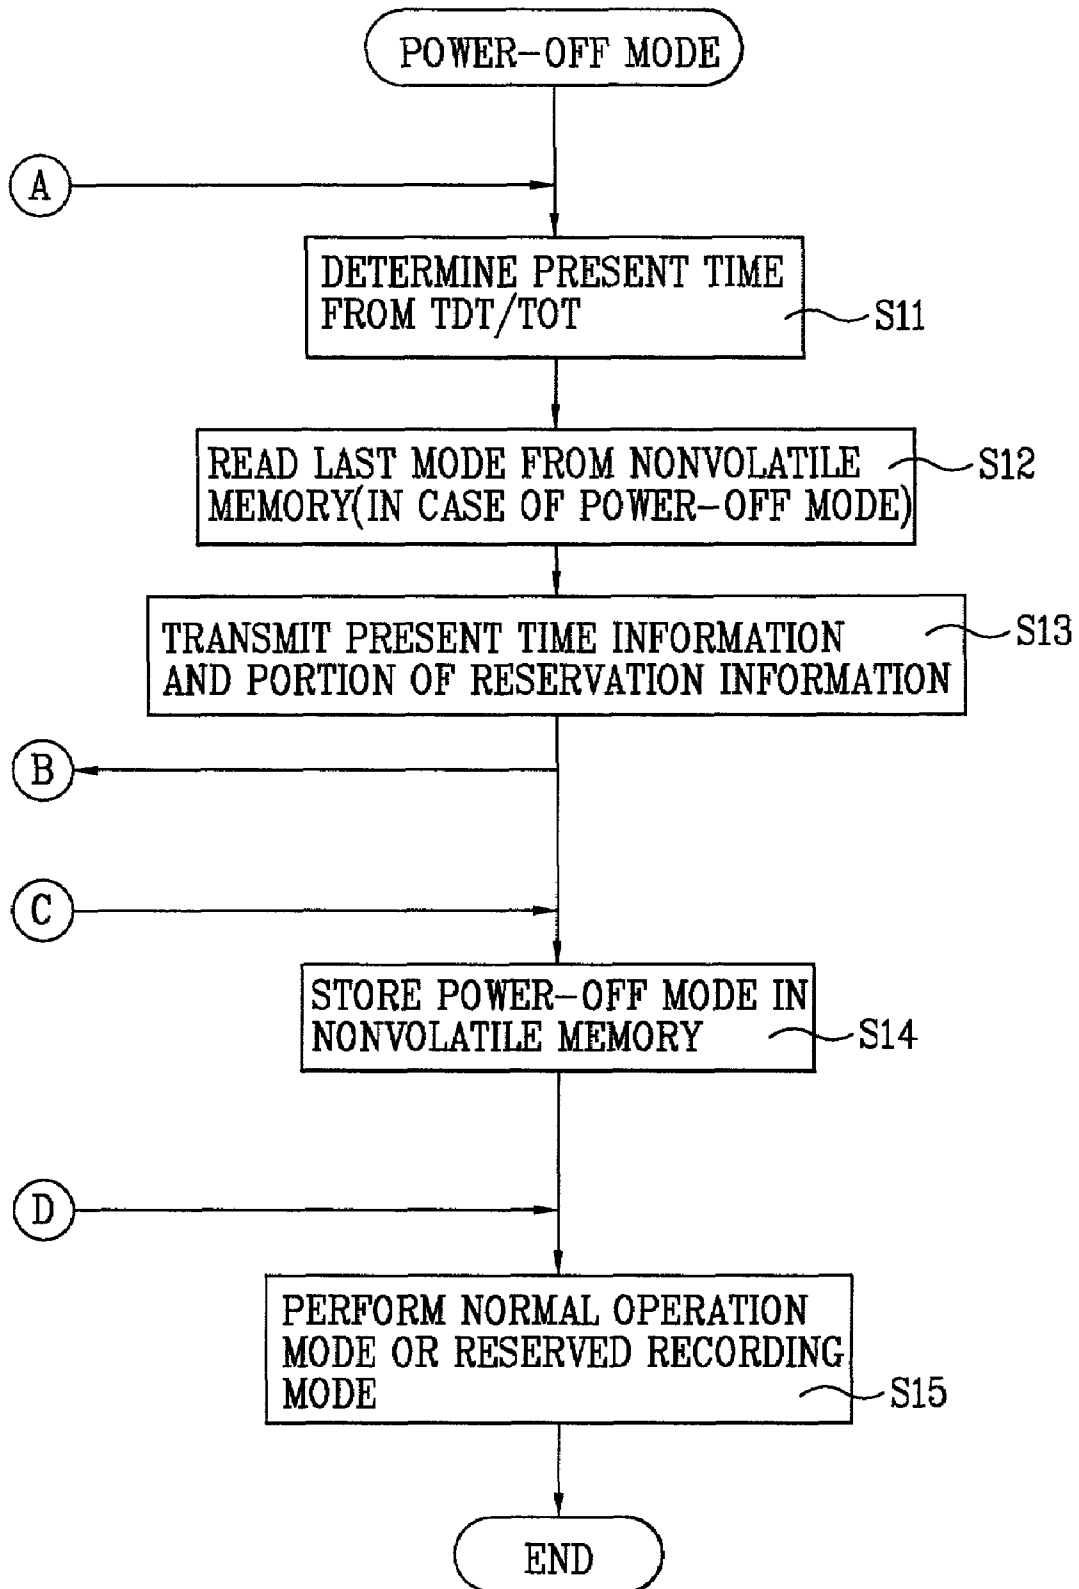 POWER-OFF MODE
A
DETERMINE PRESENT TIME
FROM TDT/TOT
S11
READ LAST MODE FROM NONVOLATILE
MEMORY(IN CASE OF POWER-OFF MODE)
S12
TRANSMIT PRESENT TIME INFORMATION
AND PORTION OF RESERVATION INFORMATION
S13
B
C
STORE POWER-OFF MODE IN
NONVOLATILE MEMORY
S14
D
PERFORM NORMAL OPERATION
MODE OR RESERVED RECORDING
MODE
S15
END